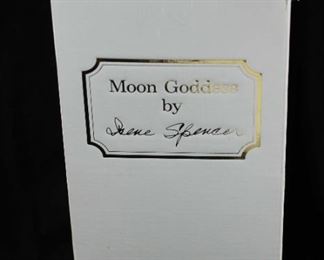 Moon Goddess
by
Irene Spencer